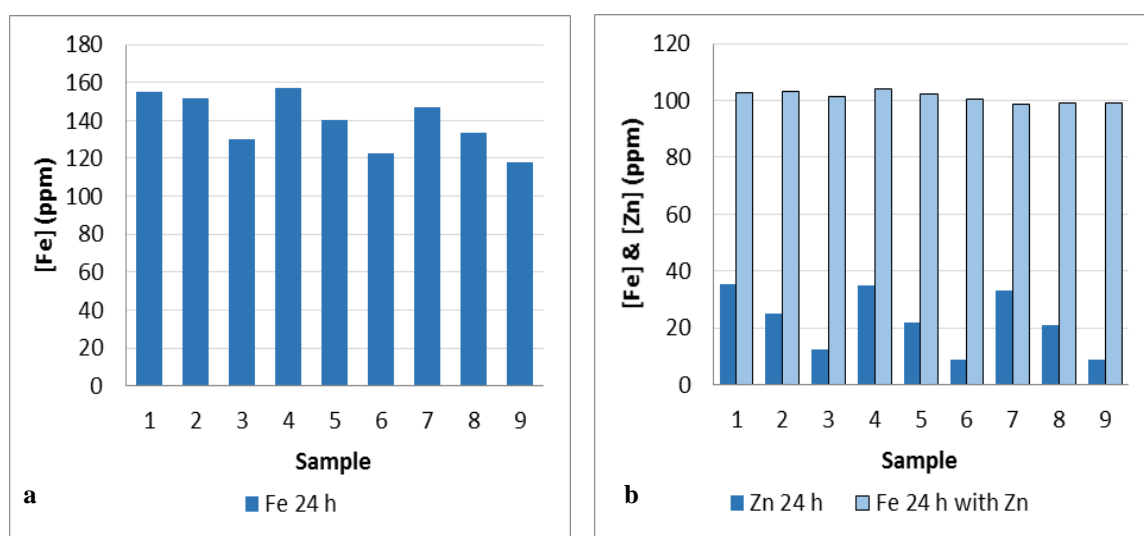 180
160
140
120
100
80
60
40
20
0
[Fe] (ppm)
1 2 3 4 5 6 7 8 9
Sample
a
Fe 24 h
120
100
80
60
40
20
0
[Fe] & [Zn] (ppm)
1 2 3 4 5 6 7 8 9
Sample
b
Zn 24 h Fe 24 h with Zn